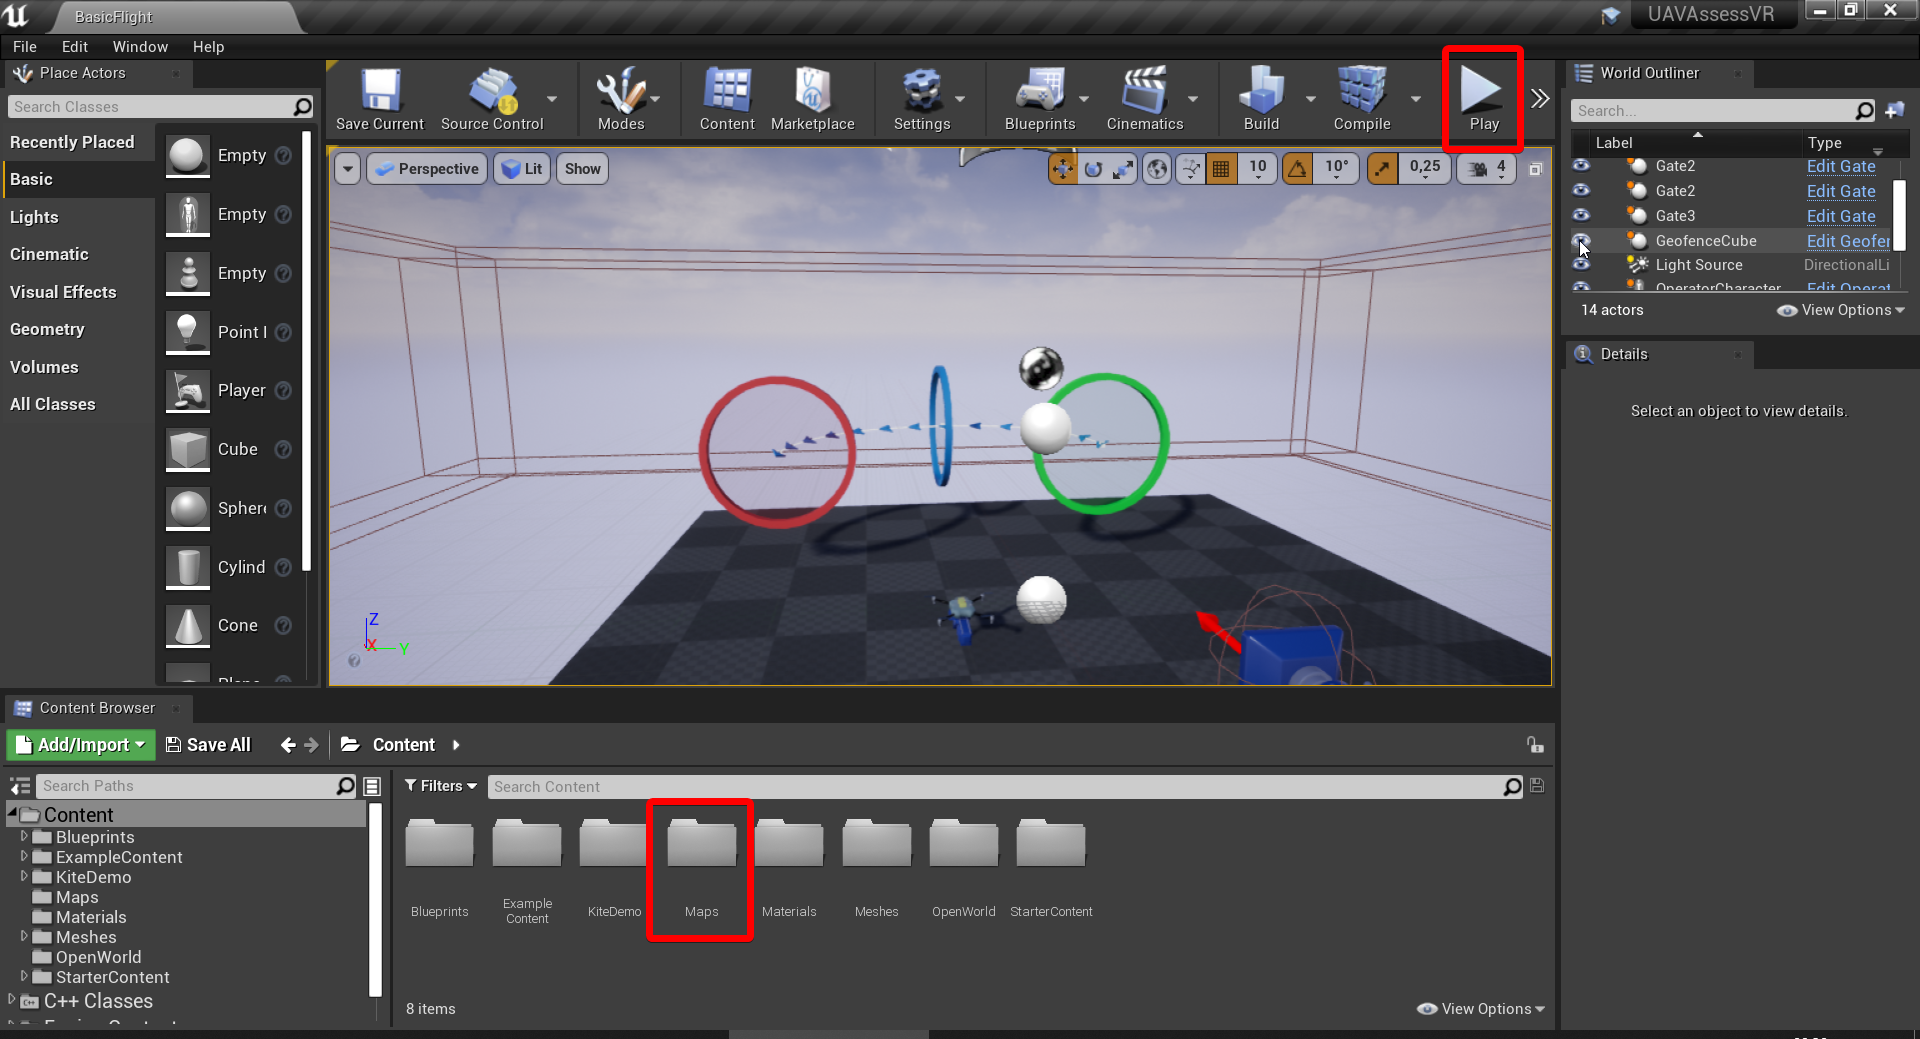 BasicFlight
UAVAssessVR
File Edit Window Help
Place Actors
Search Classes
Recently Placed
Basic
Lights
Cinematic
Visual Effects
Geometry
Volumes
All Classes
Empty
Empty
Empty
Point
Player
Cube
Sphere
Cylind
Cone
Save Current
Source Control
Modes
Content
Marketplace
Settings
Blueprints
Cinematics
Build
Compile
Play
Perspective
Lit
Show
10
10°
0,25
4
Z
X
Y
World Outliner
Search...
Label Type
Gate2 Edit Gate
Gate2 Edit Gate
Gate3 Edit Gate
GeofenceCube Edit Geofer
Light Source DirectionalLi
OperatorCharacter Edit Operat
14 actors
View Options
Details
Select an object to view details.
Content Browser
Add/Import
Save All
Content
Search Paths
Filters
Search Content
Content
Blueprints
ExampleContent
KiteDemo
Maps
Materials
Meshes
OpenWorld
StarterContent
C++ Classes
Blueprints
Example
Content
KiteDemo
Maps
Materials
Meshes
OpenWorld
StarterContent
8 items
View Options